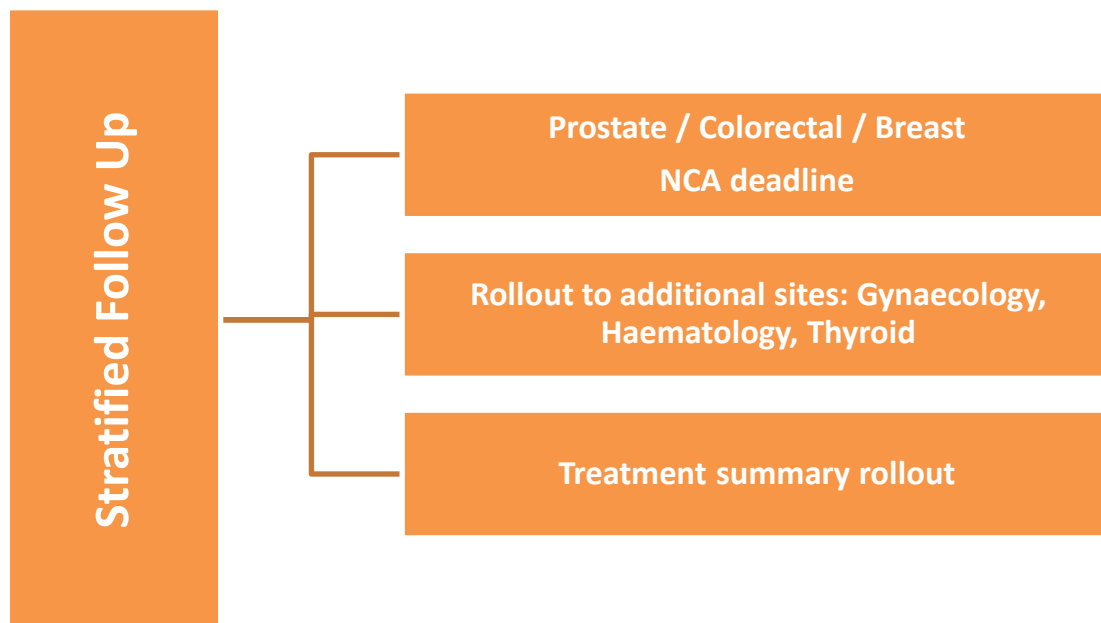 Stratified Follow Up
Prostate / Colorectal / Breast
NCA deadline
Rollout to additional sites: Gynaecology,
Haematology, Thyroid
Treatment summary rollout